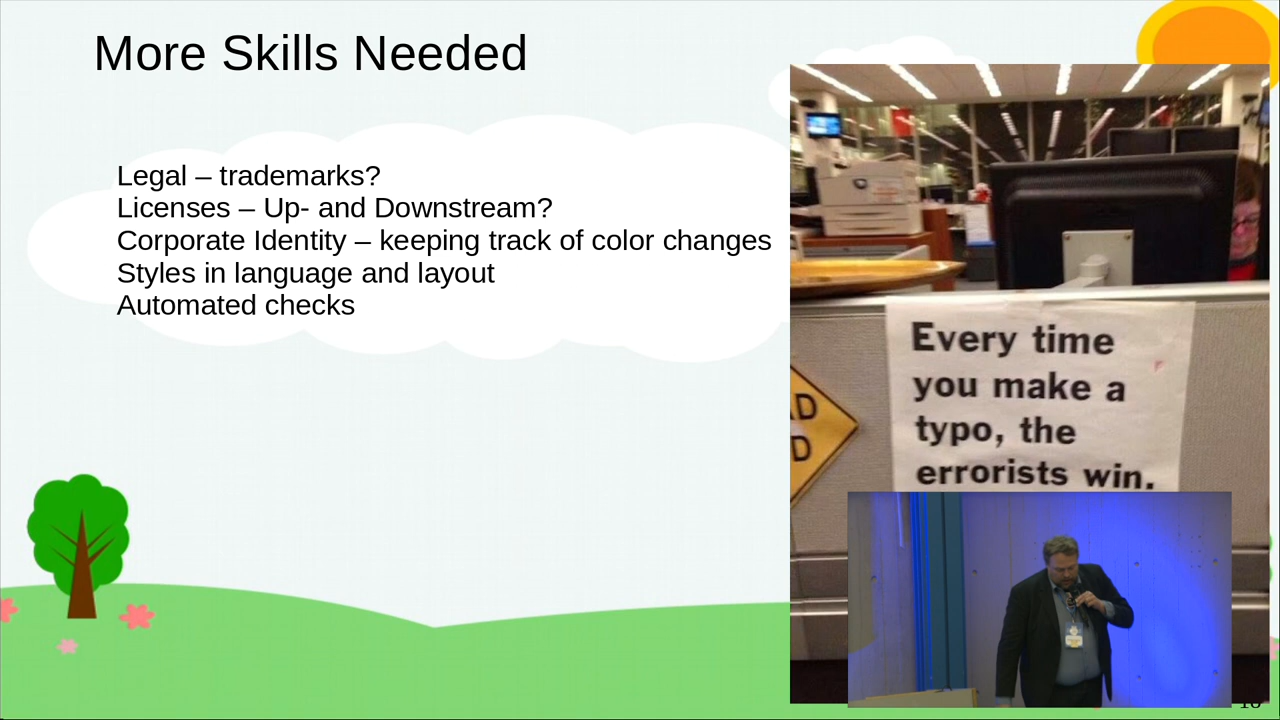 More Skills Needed
Legal – trademarks?
Licenses – Up- and Downstream?
Corporate Identity – keeping track of color changes
Styles in language and layout
Automated checks
Every time
you make a
typo, the
errorists win.
D
D